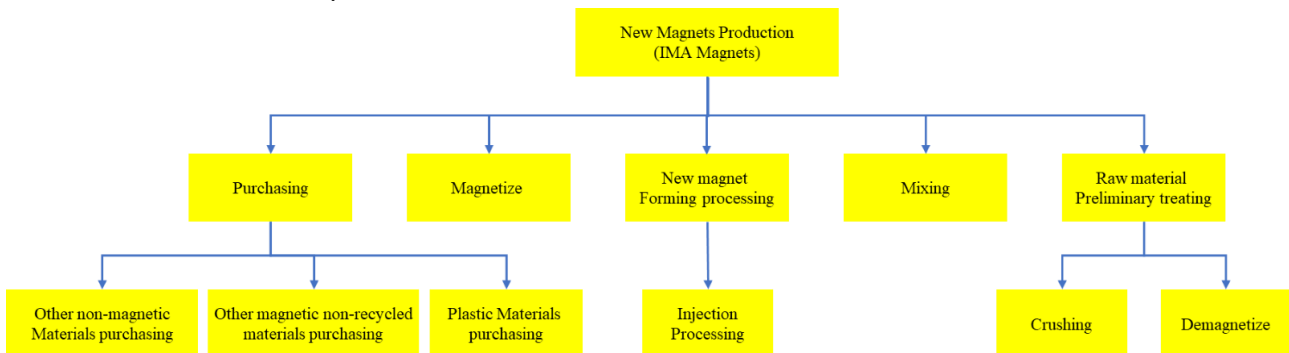 New Magnets Production
(IMA Magnets)
Purchasing
Magnetize
New magnet
Forming processing
Mixing
Raw material
Preliminary treating
Other non-magnetic
Materials purchasing
Other magnetic non-recycled
materials purchasing
Plastic Materials
purchasing
Injection
Processing
Crushing
Demagnetize